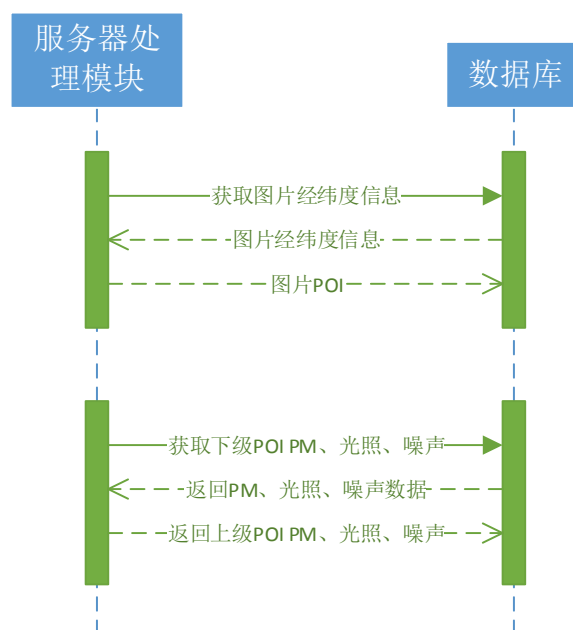 服务器处
理模块
数据库
获取图片经纬度信息
图片经纬度信息
图片POI
获取下级POI PM、光照、噪声
返回PM、光照、噪声数据
返回上级POI PM、光照、噪声